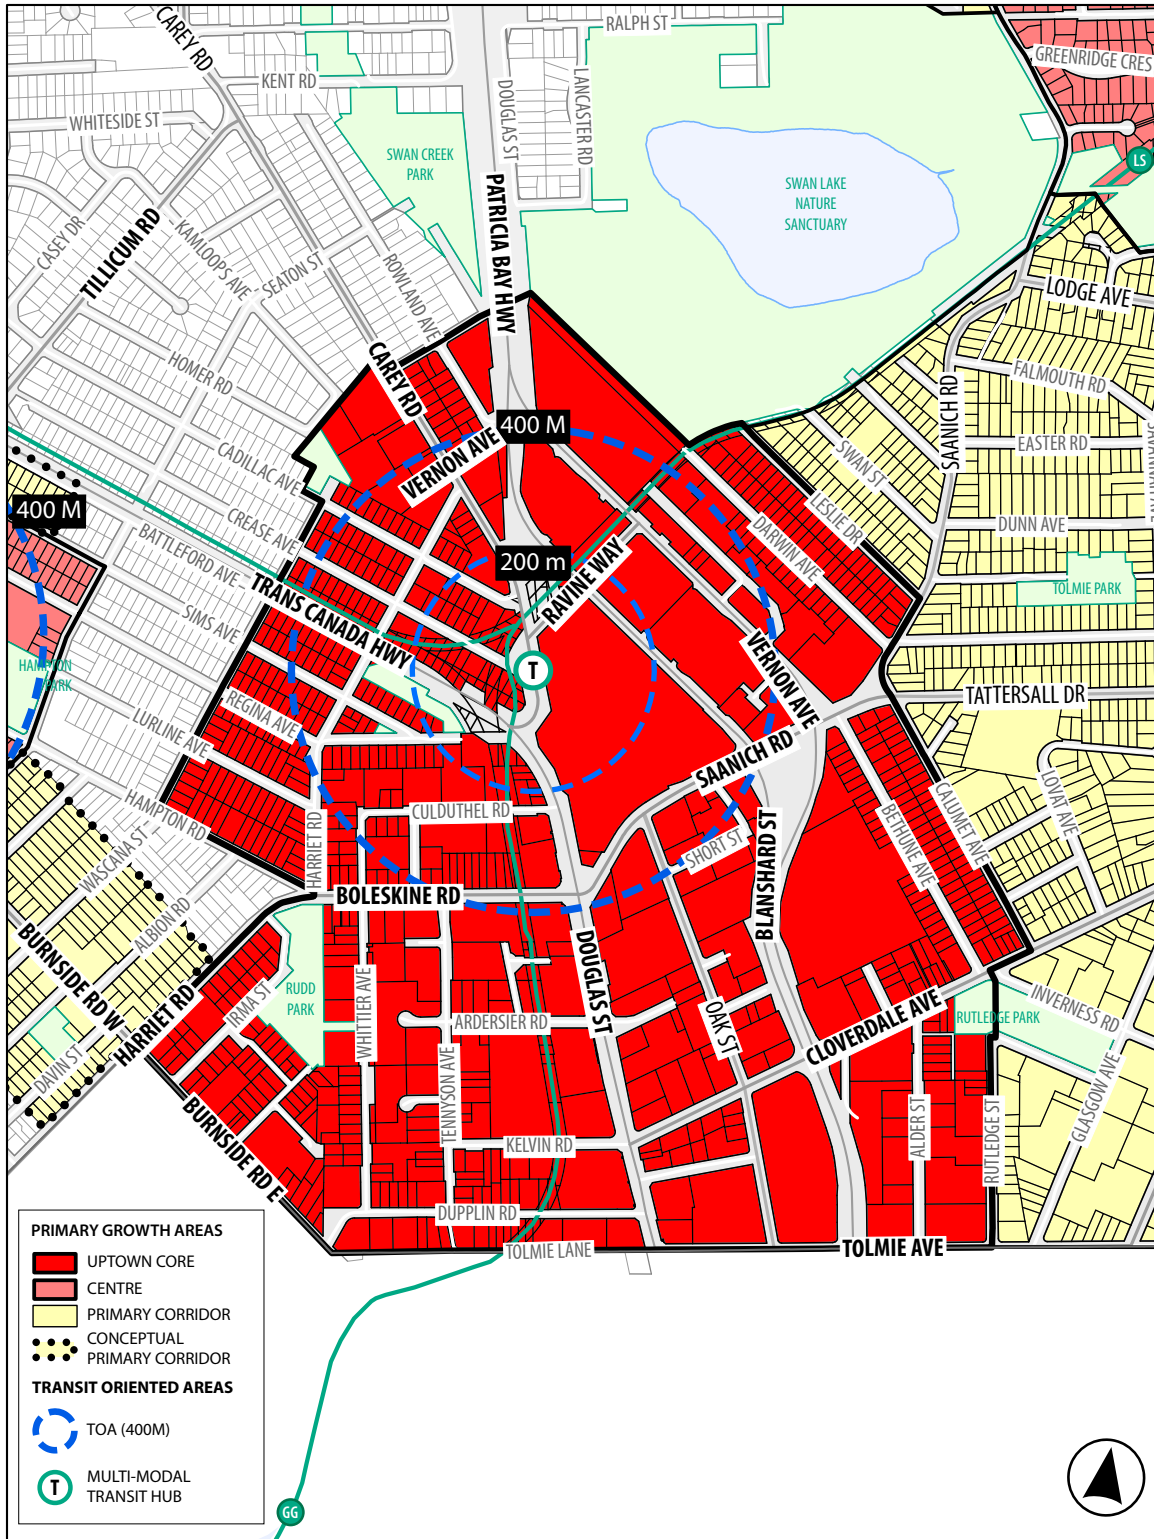 CAREY RD
RALPH ST
KENT RD
DOUGLAS ST
LANCASTER RD
GREENRIDGE CRES
WHITESIDE ST
SWAN CREEK
PARK
LS
SWAN LAKE
NATURE
SANCTUARY
PATRICIA BAY HWY
CASEY DR
TILLICUM RD
KAMLOOPS AVE
SEATON ST
ROWLAND AVE
LODGE AVE
HOMER RD
CAREY RD
FALMOUTH RD
SAANICH RD
400 M
VERNON AVE
SWAN ST
EASTER RD
CADILLAC AVE
400 M
CREASE AVE
LESLIE DR
DUNN AVE
BATTLEFORD AVE
DARWIN AVE
200 m
RAVINE WAY
TRANS CANADA HWY
TOLMIE PARK
SIMS AVE
T
HAMPTON
PARK
VERNON AVE
REGINA AVE
TATTERSALL DR
LURLINE AVE
SAANICH RD
HAMPTON RD
CULDUTHEL RD
LOVAT AVE
HARRIET RD
SHORT ST
BLANSHARD ST
BETHUNE AVE
CALUMET AVE
WASCANA ST
BOLESKINE RD
ALBION RD
BURNSIDE RD W
DOUGLAS ST
HARRIET RD
IRMA ST
RUDD
PARK
WHITTIER AVE
INVERNESS RD
ARDERSIER RD
OAK ST
CLOVERDALE AVE
RUTLEDGE PARK
DAVIN ST
TENNYSON AVE
GLASGOW AVE
BURNSIDE RD E
KELVIN RD
ALDER ST
RUTLEDGE ST
DUPPLIN RD
TOLMIE LANE
TOLMIE AVE
PRIMARY GROWTH AREAS
UPTOWN CORE
CENTRE
PRIMARY CORRIDOR
CONCEPTUAL
PRIMARY CORRIDOR
TRANSIT ORIENTED AREAS
TOA (400M)
T
MULTI-MODAL
TRANSIT HUB
GG